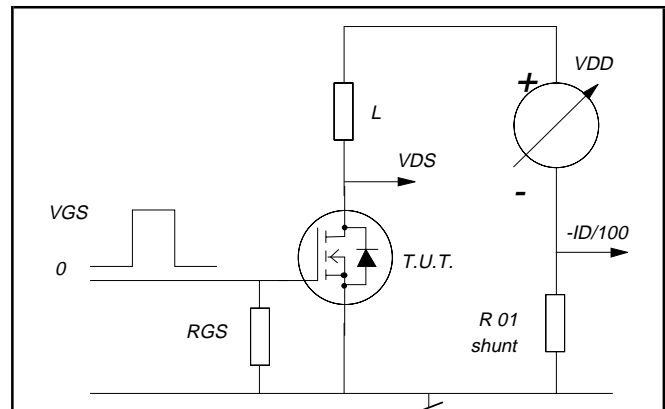 +
VDD
L
VDS
-
VGS
-ID/100
0
T.U.T.
RGS
R 01
shunt